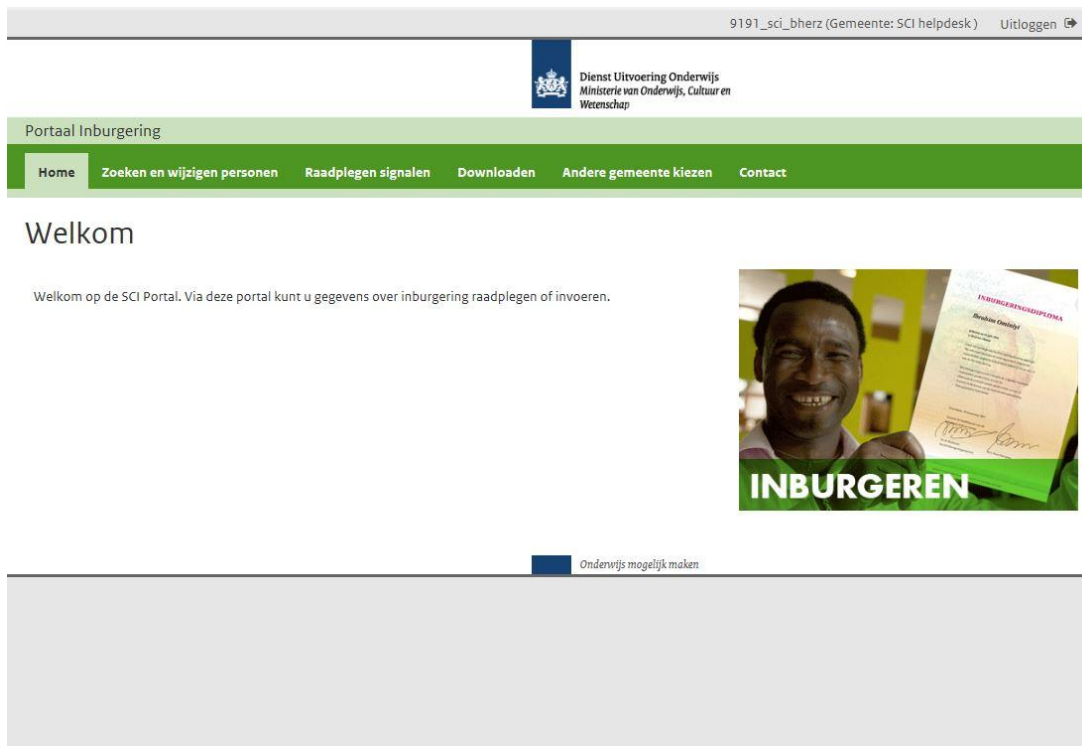 9191_sci_bherz (Gemeente: SCI helpdesk ) Uitloggen
Dienst Uitvoering Onderwijs
Ministerie van Onderwijs, Cultuur en
Wetenschap
Portaal Inburgering
Home Zoeken en wijzigen personen Raadplegen signalen Downloaden Andere gemeente kiezen Contact
Welkom
Welkom op de SCI Portal. Via deze portal kunt u gegevens over inburgering raadplegen of invoeren.
INBURGERINGSDIPLOMA
INBURGEREN
Onderwijs mogelijk maken